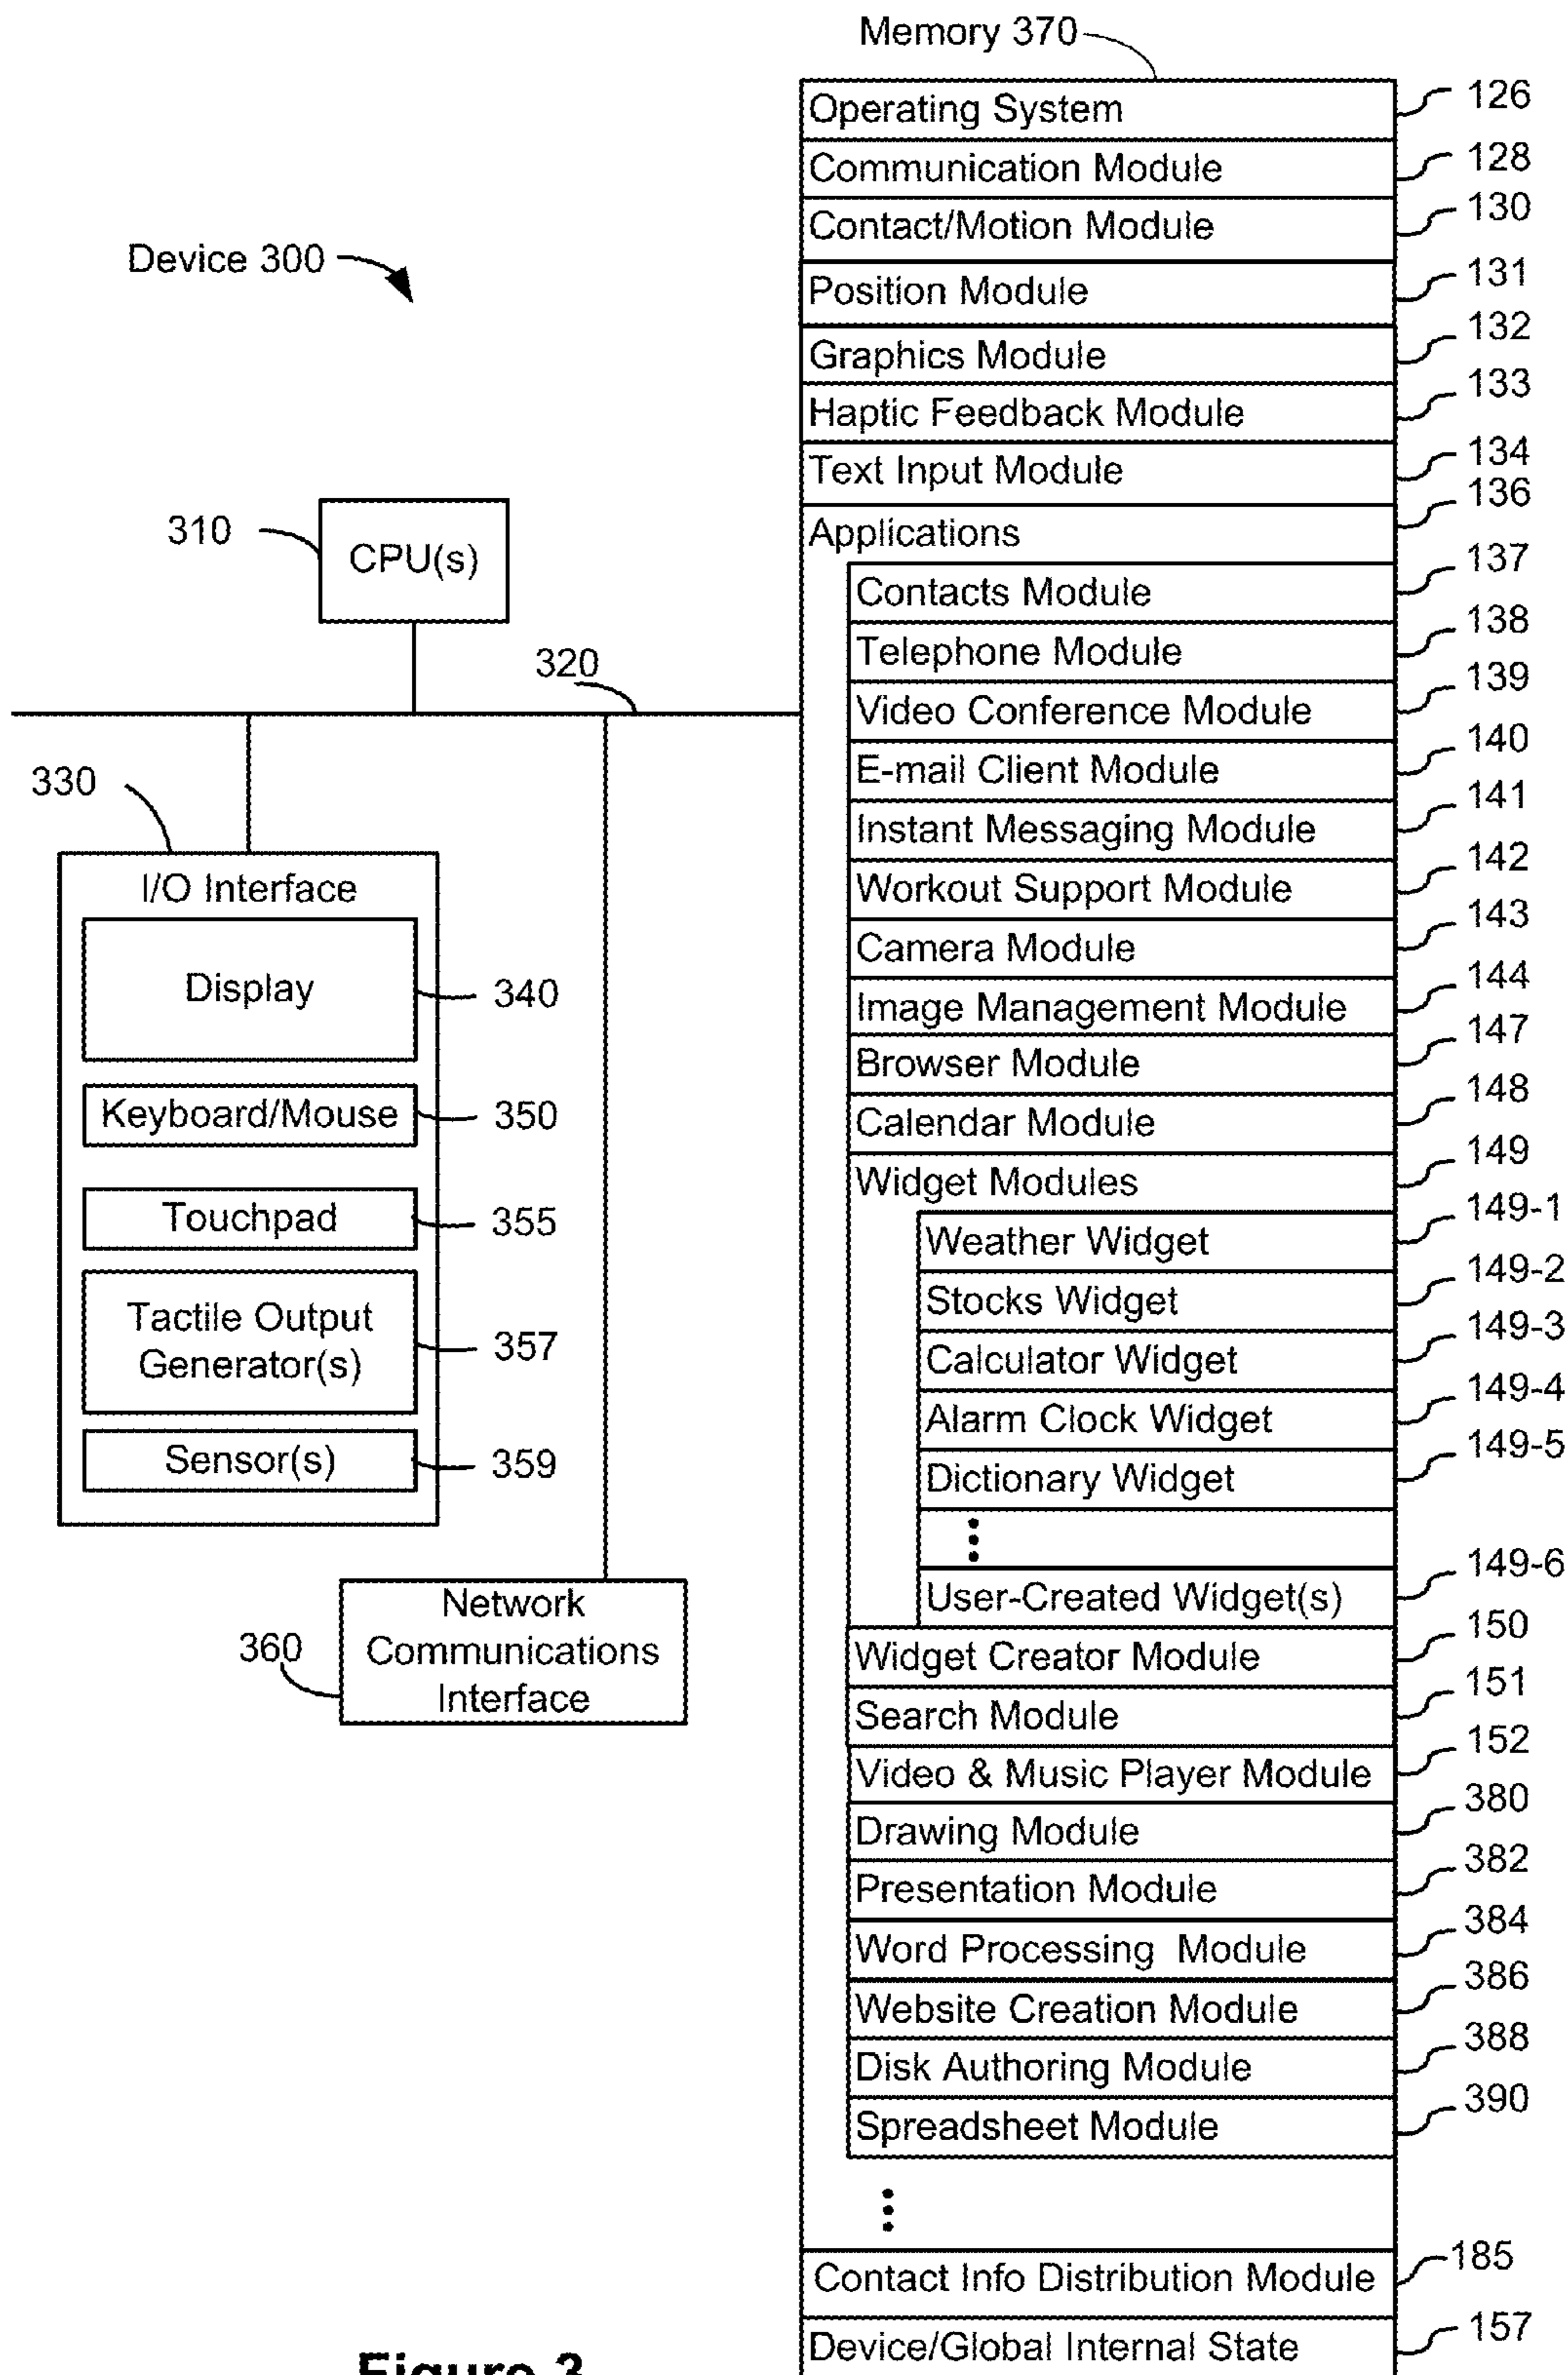 Memory 370
Operating System 126
Communication Module 128
Contact/Motion Module 130
Device 300
Position Module 131
Graphics Module 132
Haptic Feedback Module 133
Text Input Module 134
Applications 136
310
CPU(s)
Contacts Module 137
Telephone Module 138
320
Video Conference Module 139
E-mail Client Module 140
330
Instant Messaging Module 141
I/O Interface
Workout Support Module 142
Camera Module 143
Display 340
Image Management Module 144
Browser Module 147
Keyboard/Mouse 350
Calendar Module 148
Widget Modules 149
Touchpad 355
Weather Widget 149-1
Stocks Widget 149-2
Tactile Output
Generator(s) 357
Calculator Widget 149-3
Alarm Clock Widget 149-4
Sensor(s) 359
Dictionary Widget 149-5
User-Created Widget(s) 149-6
Network
Communications
Interface
360
Widget Creator Module 150
Search Module 151
Video & Music Player Module 152
Drawing Module 380
Presentation Module 382
Word Processing Module 384
Website Creation Module 386
Disk Authoring Module 388
Spreadsheet Module 390
Contact Info Distribution Module 185
Device/Global Internal State 157
Figure 3